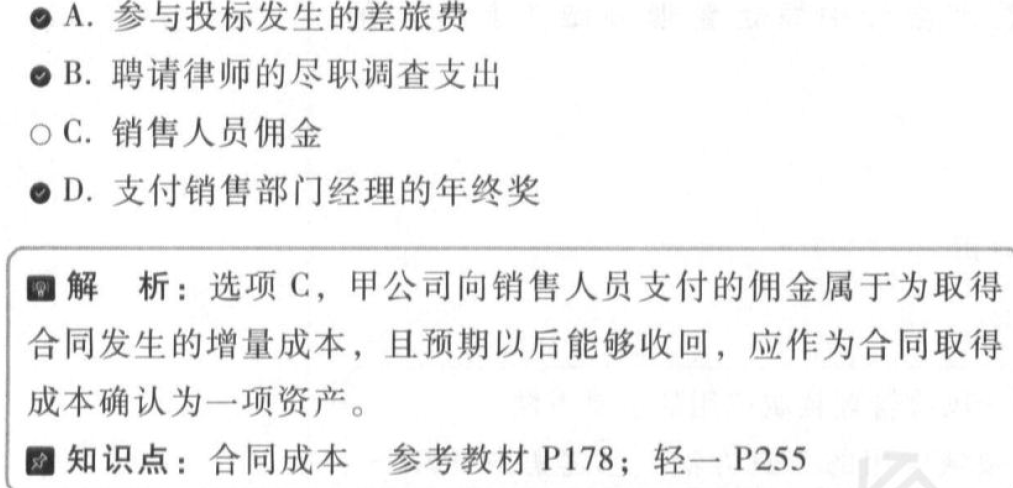 A. 参与投标发生的差旅费
B. 聘请律师的尽职调查支出
C. 销售人员佣金
D. 支付销售部门经理的年终奖
解 析：选项 C，甲公司向销售人员支付的佣金属于为取得
合同发生的增量成本，且预期以后能够收回，应作为合同取得
成本确认为一项资产。
知识点：合同成本 参考教材 P178；轻一 P255